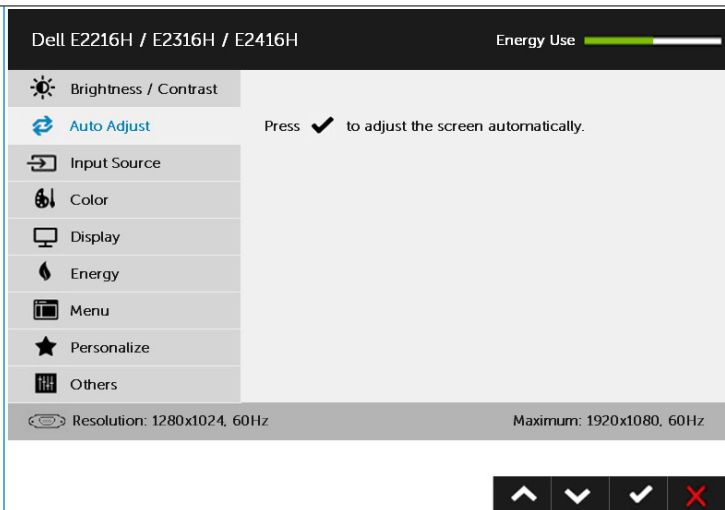 Dell E2216H / E2316H / E2416H Energy Use
Brightness / Contrast
Auto Adjust
Press ✔ to adjust the screen automatically.
Input Source
Color
Display
Energy
Menu
Personalize
Others
Resolution: 1280x1024, 60Hz Maximum: 1920x1080, 60Hz